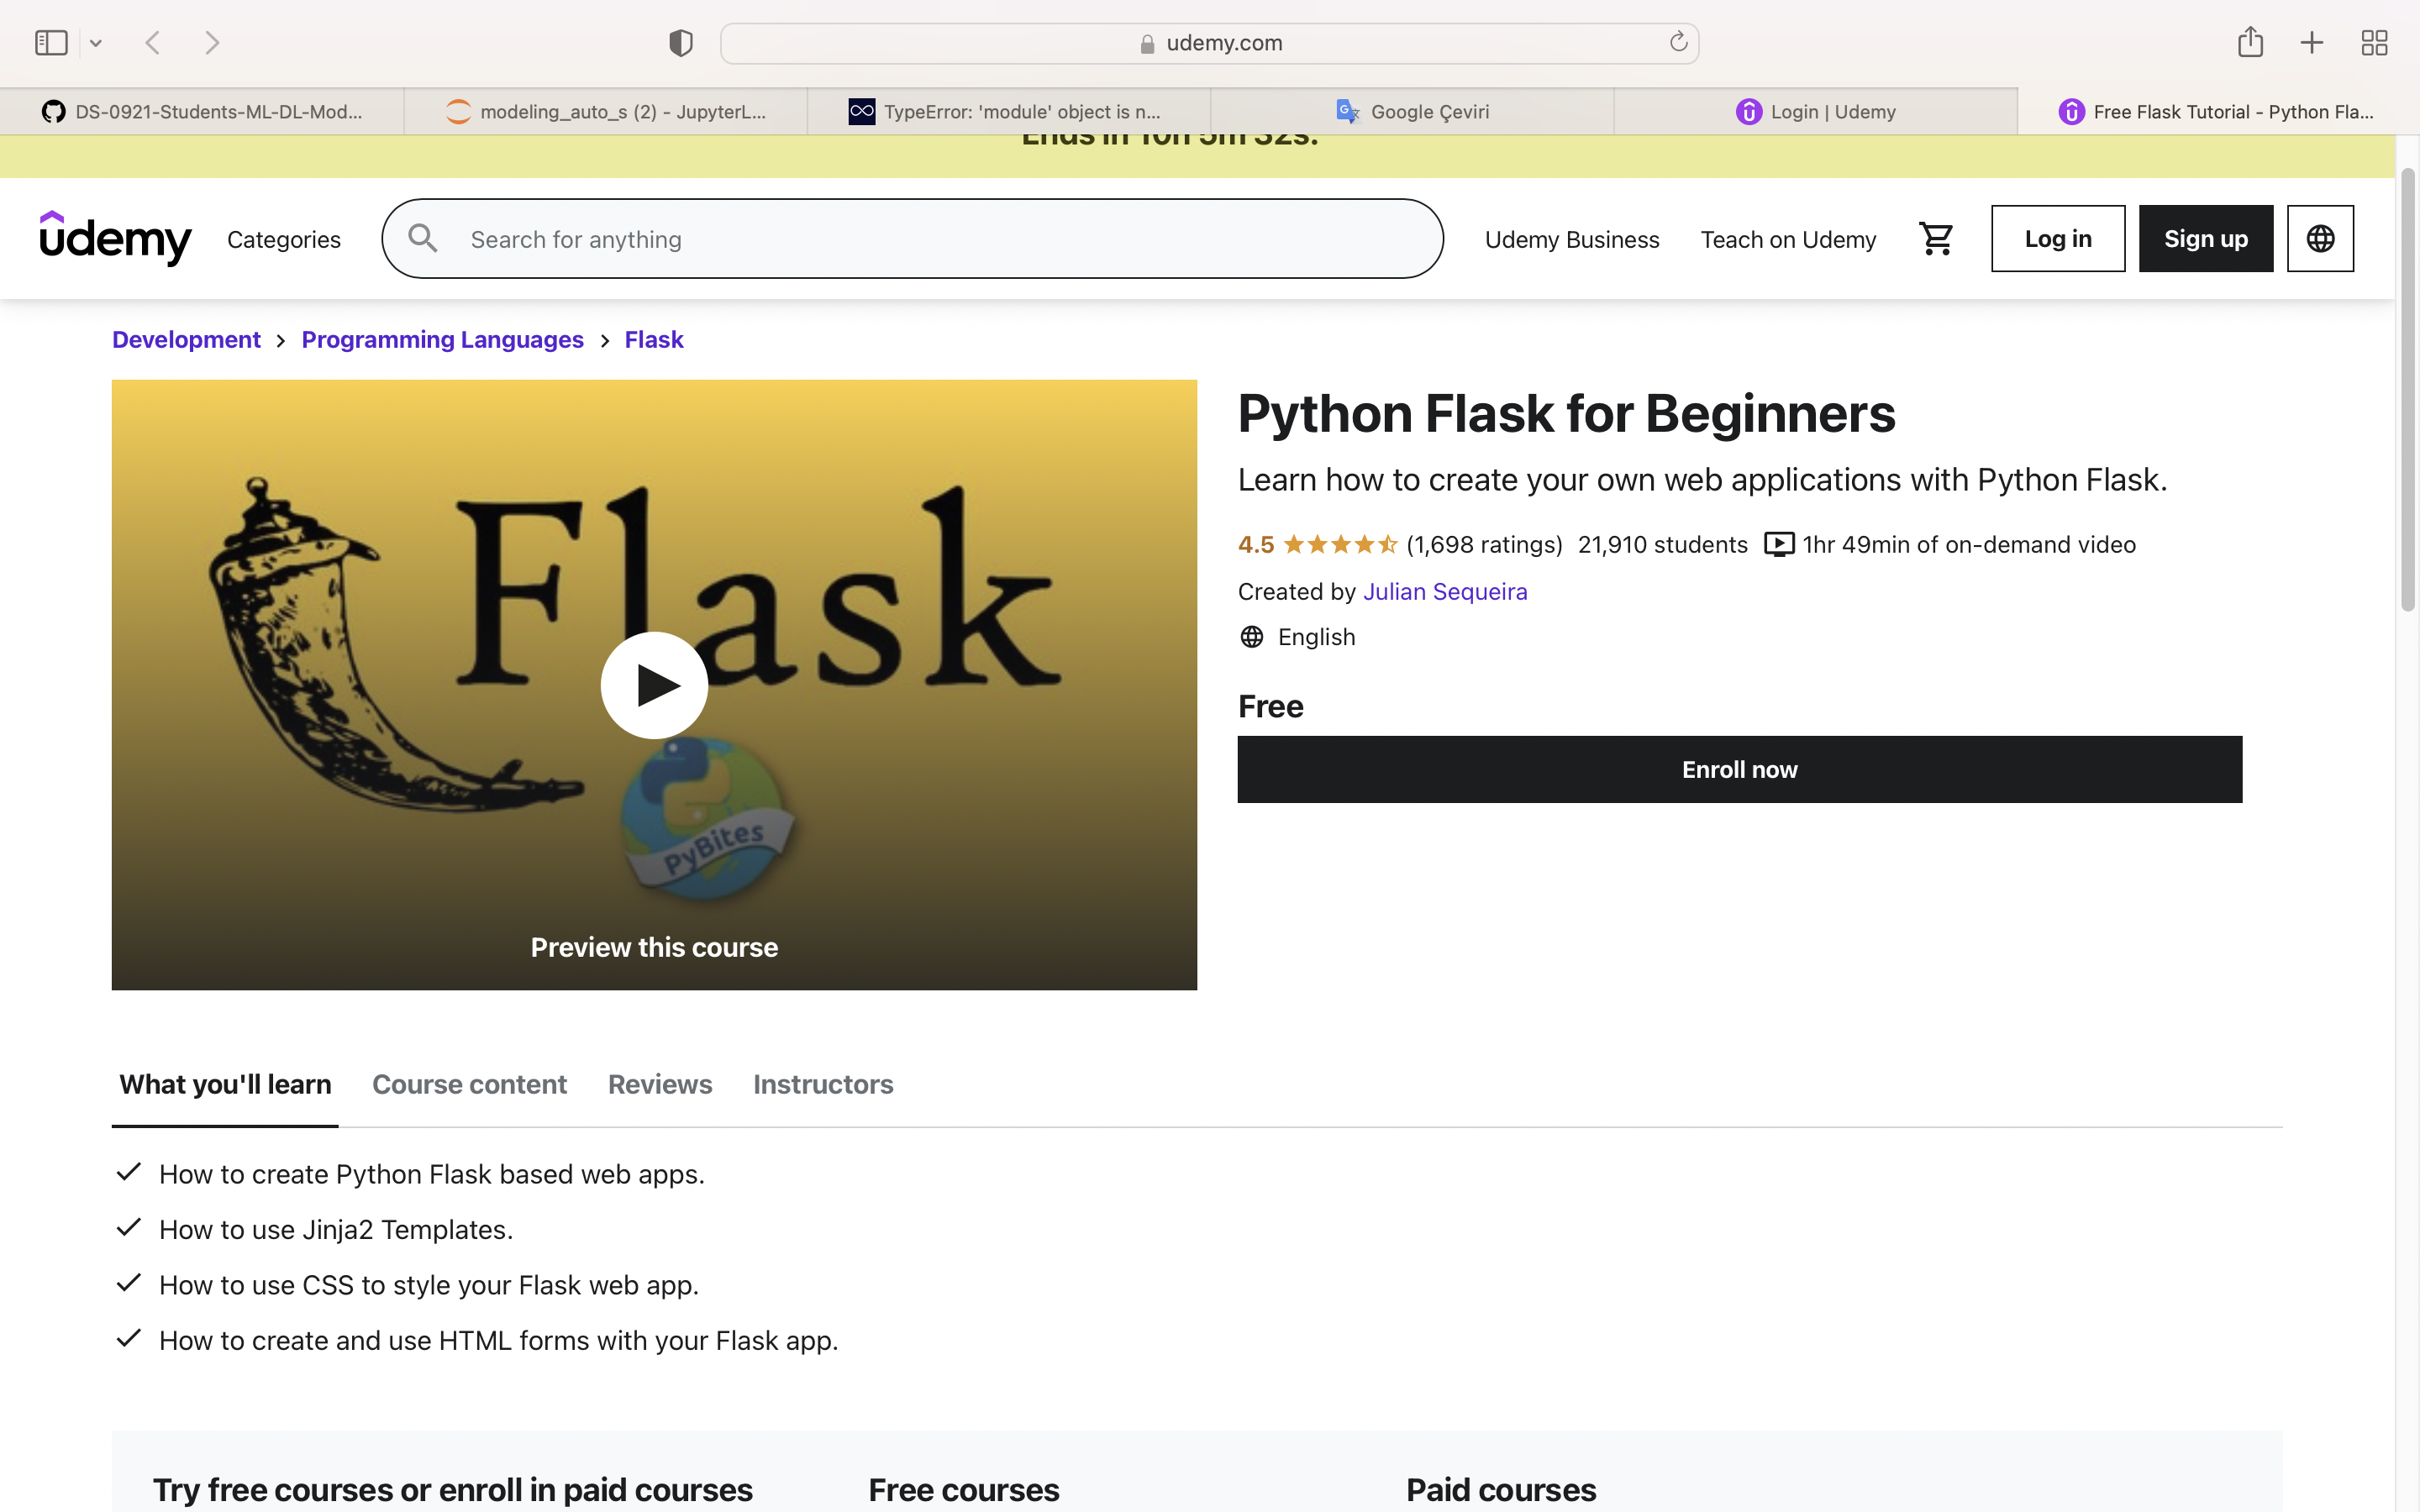 udemy.com
DS-0921-Students-ML-DL-Mod...
modeling_auto_s (2) - JupyterL...
TypeError: 'module' object is n...
Google Çeviri
Login | Udemy
Free Flask Tutorial - Python Fla...
Ends in 10h 5m 32s.
udemy
Categories
Search for anything
Udemy Business
Teach on Udemy
Log in
Sign up
Development > Programming Languages > Flask
Flask
PyBites
Preview this course
Python Flask for Beginners
Learn how to create your own web applications with Python Flask.
4.5 (1,698 ratings) 21,910 students 1hr 49min of on-demand video
Created by Julian Sequeira
English
Free
Enroll now
What you'll learn
Course content
Reviews
Instructors
How to create Python Flask based web apps.
How to use Jinja2 Templates.
How to use CSS to style your Flask web app.
How to create and use HTML forms with your Flask app.
Try free courses or enroll in paid courses
Free courses
Paid courses